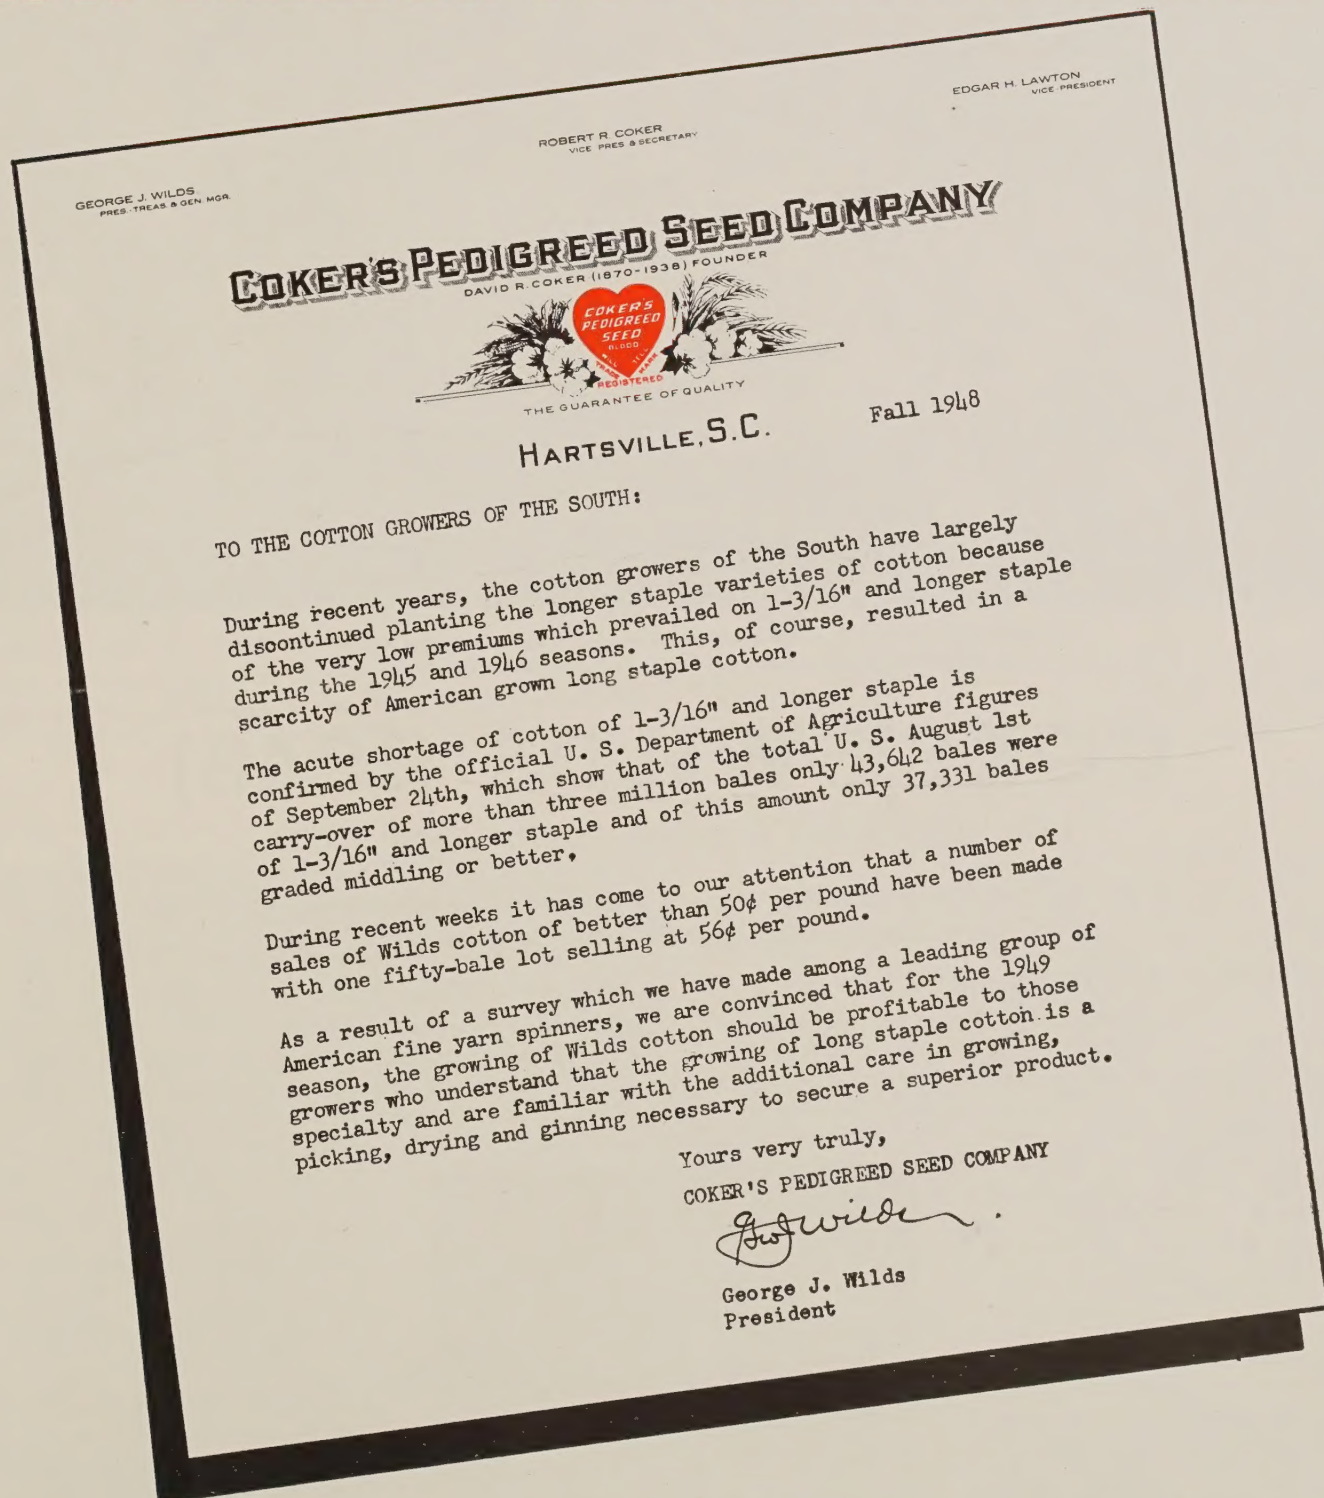 GEORGE J. WILDS
PRES.-TREAS. & GEN. MGR.
ROBERT R. COKER
VICE PRES & SECRETARY
EDGAR H. LAWTON
VICE PRESIDENT
COKER'S PEDIGREED SEED COMPANY
DAVID R. COKER (1870-1938) FOUNDER
COKER'S
PEDIGREED
SEED
BLOOD
WILL TELL
TRADE MARK
REGISTERED
THE GUARANTEE OF QUALITY
HARTSVILLE, S.C.
Fall 1948
TO THE COTTON GROWERS OF THE SOUTH:
During recent years, the cotton growers of the South have largely
discontinued planting the longer staple varieties of cotton because
of the very low premiums which prevailed on 1-3/16" and longer staple
during the 1945 and 1946 seasons. This, of course, resulted in a
scarcity of American grown long staple cotton.
The acute shortage of cotton of 1-3/16" and longer staple is
confirmed by the official U. S. Department of Agriculture figures
of September 24th, which show that of the total U. S. August 1st
carry-over of more than three million bales only 43,642 bales were
of 1-3/16" and longer staple and of this amount only 37,331 bales
graded middling or better.
During recent weeks it has come to our attention that a number of
sales of Wilds cotton of better than 50¢ per pound have been made
with one fifty-bale lot selling at 56¢ per pound.
As a result of a survey which we have made among a leading group of
American fine yarn spinners, we are convinced that for the 1949
season, the growing of Wilds cotton should be profitable to those
growers who understand that the growing of long staple cotton is a
specialty and are familiar with the additional care in growing,
picking, drying and ginning necessary to secure a superior product.
Yours very truly,
COKER'S PEDIGREED SEED COMPANY
Geo J Wilds
George J. Wilds
President